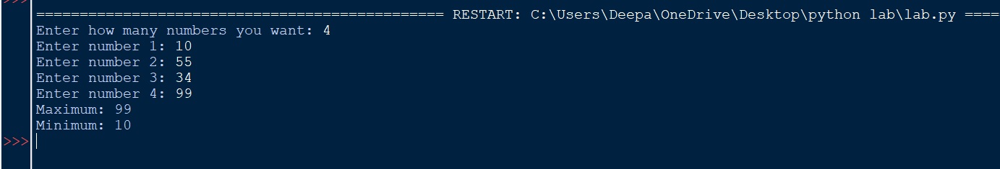 >>>
=============================================== RESTART: C:\Users\Deepa\OneDrive\Desktop\python lab\lab.py ====
Enter how many numbers you want: 4
Enter number 1: 10
Enter number 2: 55
Enter number 3: 34
Enter number 4: 99
Maximum: 99
Minimum: 10
>>>